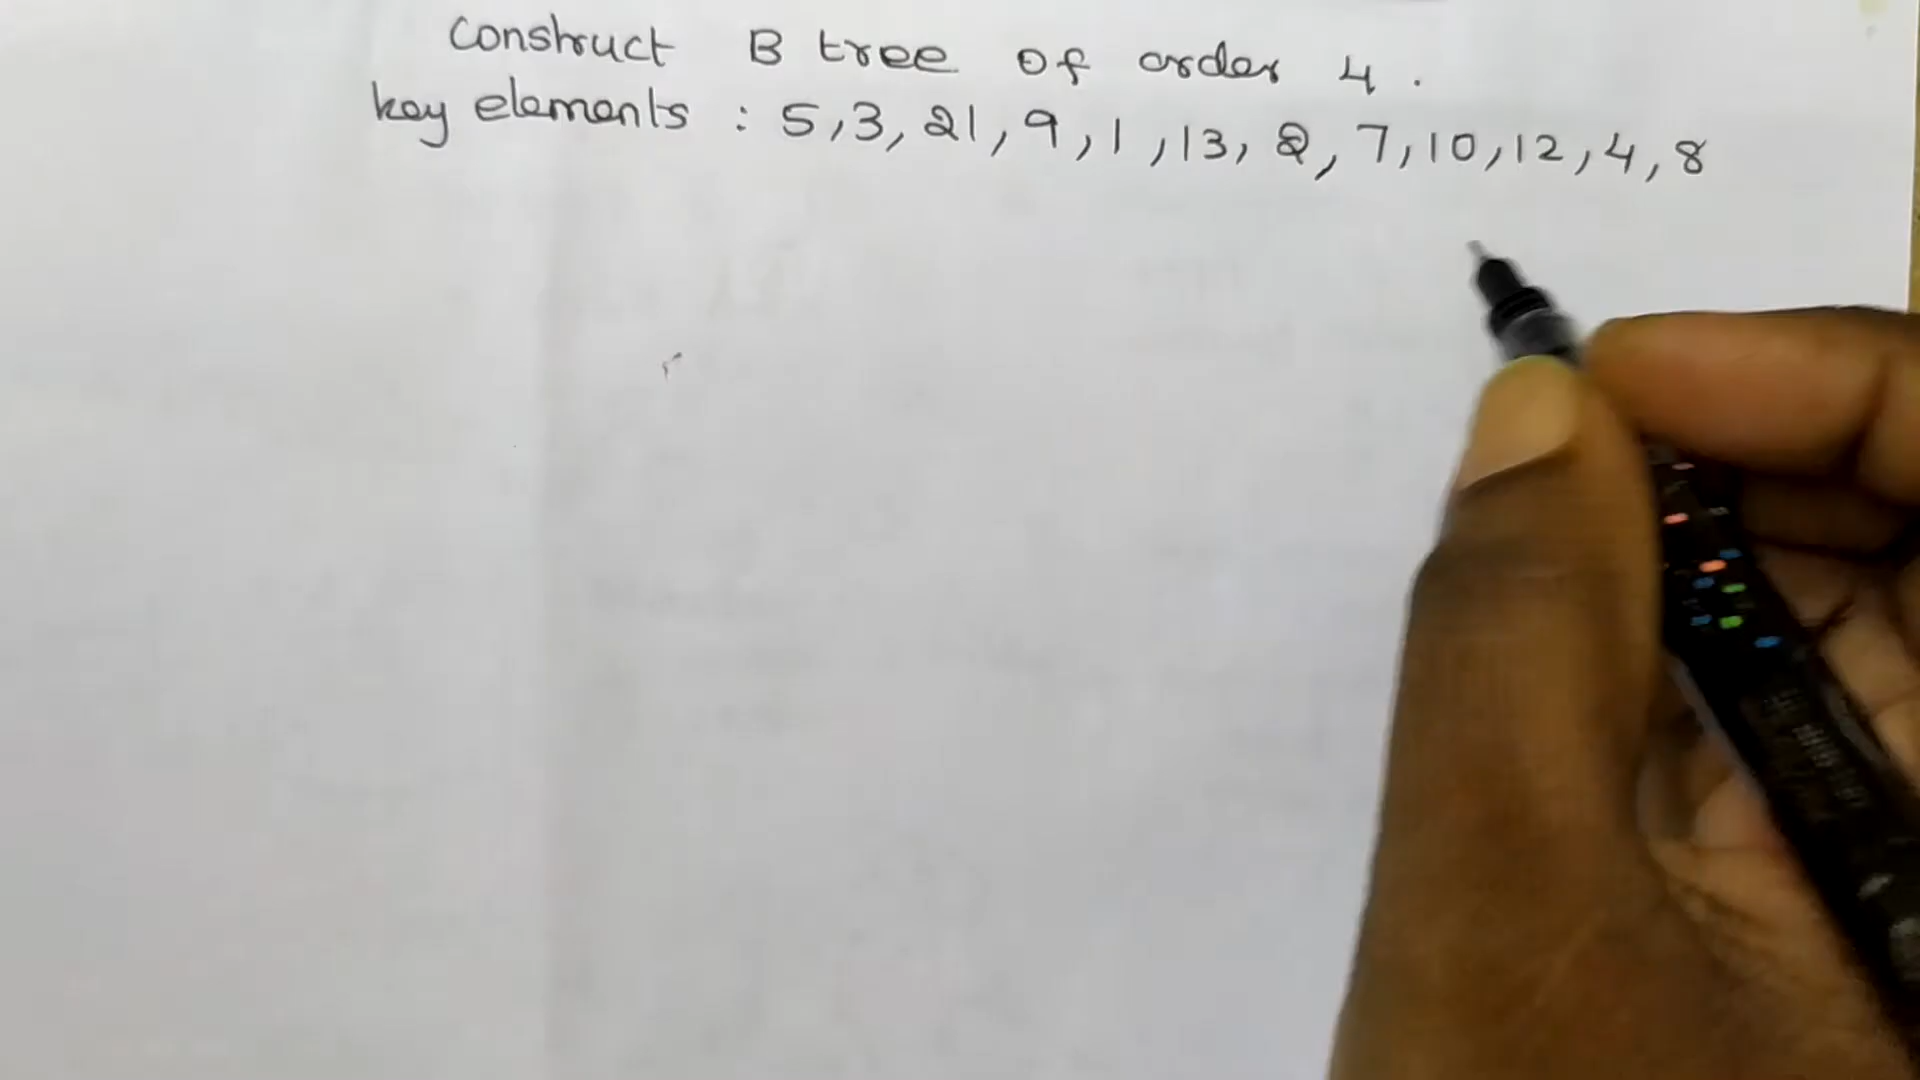 Construct B tree of order 4.
key elements : 5, 3, 21, 9, 1, 13, 2, 7, 10, 12, 4, 8